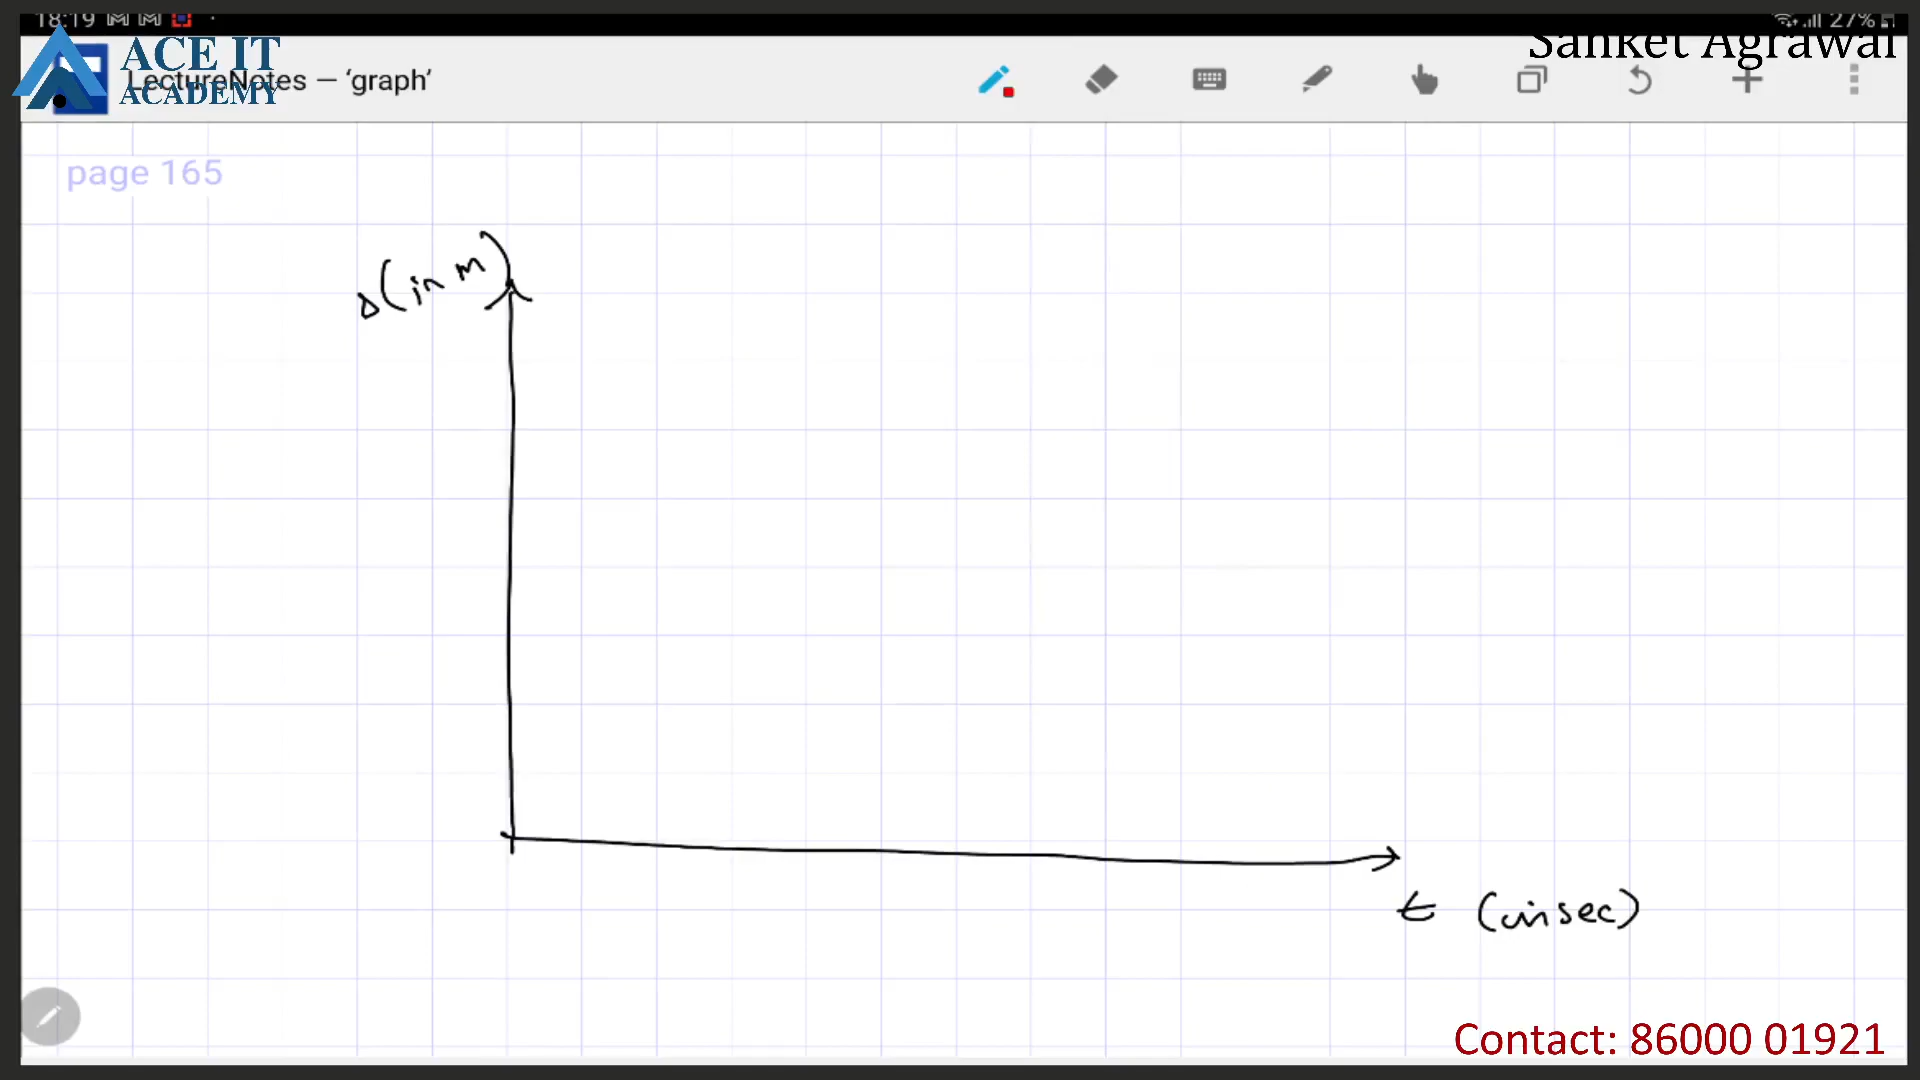 18:19
27%
ACE IT
ACADEMY
LectureNotes — ‘graph’
Sanket Agrawal
page 165
s (in m)
t (in sec)
Contact: 86000 01921